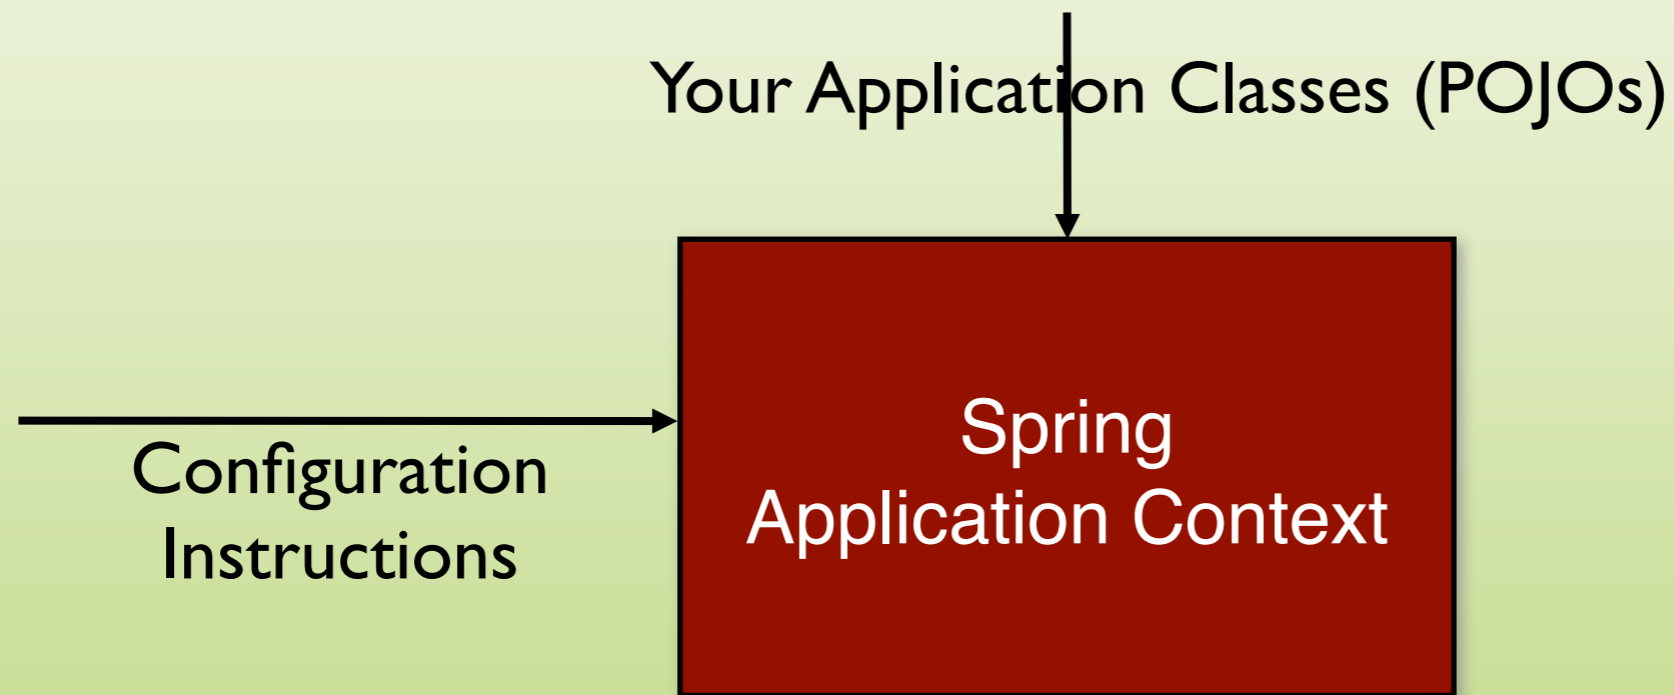 Your Application Classes (POJOs)
Configuration
Instructions
Spring
Application Context